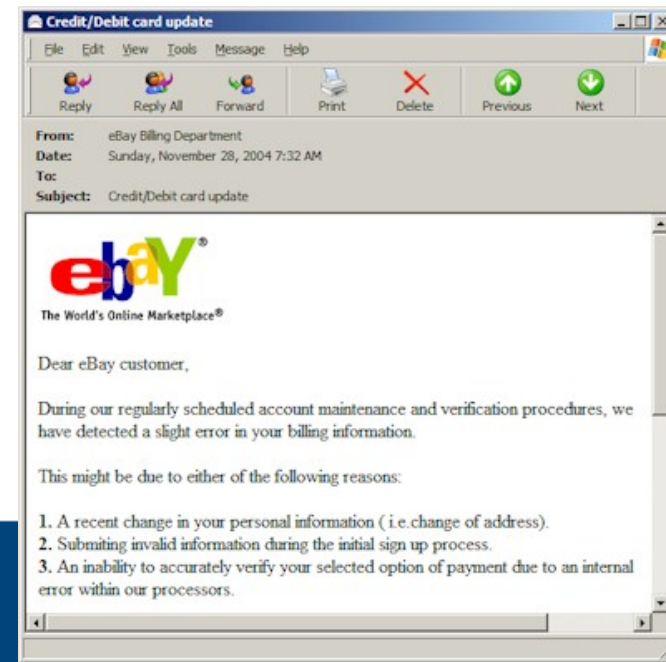 Credit/Debit card update
File Edit View Tools Message Help
Reply Reply All Forward Print Delete Previous Next
From: eBay Billing Department
Date: Sunday, November 28, 2004 7:32 AM
To:
Subject: Credit/Debit card update
ebaY®
The World's Online Marketplace®
Dear eBay customer,
During our regularly scheduled account maintenance and verification procedures, we
have detected a slight error in your billing information.
This might be due to either of the following reasons:
1. A recent change in your personal information ( i.e.change of address).
2. Submiting invalid information during the initial sign up process.
3. An inability to accurately verify your selected option of payment due to an internal
error within our processors.